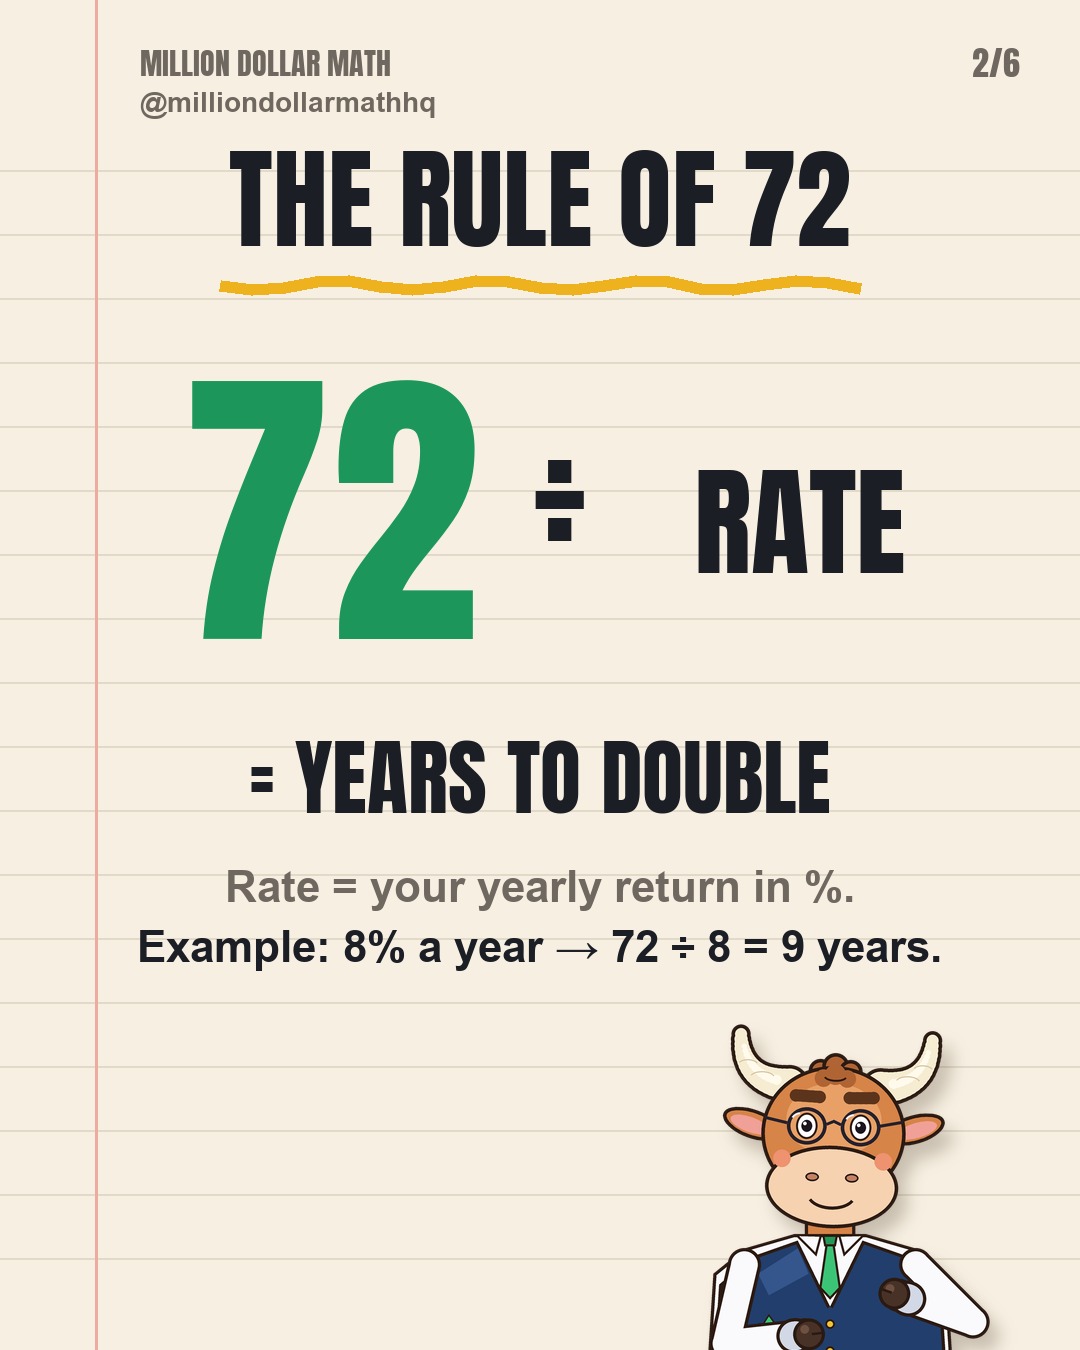 MILLION DOLLAR MATH
2/6
@milliondollarmathhq
THE RULE OF 72
72 ÷ RATE
= YEARS TO DOUBLE
Rate = your yearly return in %.
Example: 8% a year → 72 ÷ 8 = 9 years.